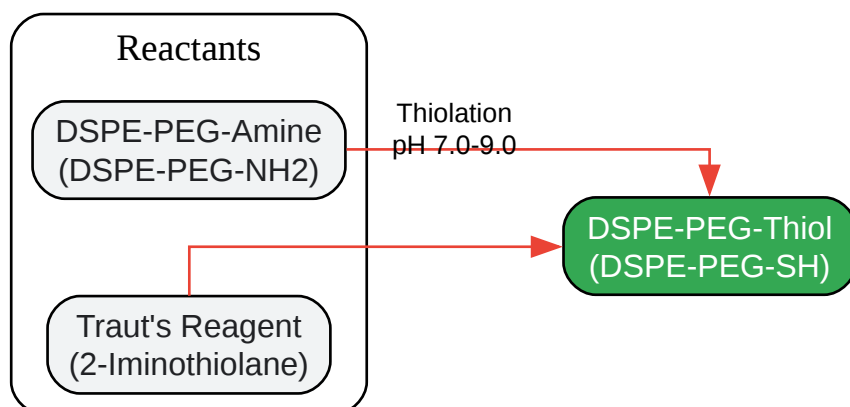 Reactants
DSPE-PEG-Amine
(DSPE-PEG-NH2)
Thiolation
pH 7.0-9.0
DSPE-PEG-Thiol
(DSPE-PEG-SH)
Traut's Reagent
(2-Iminothiolane)